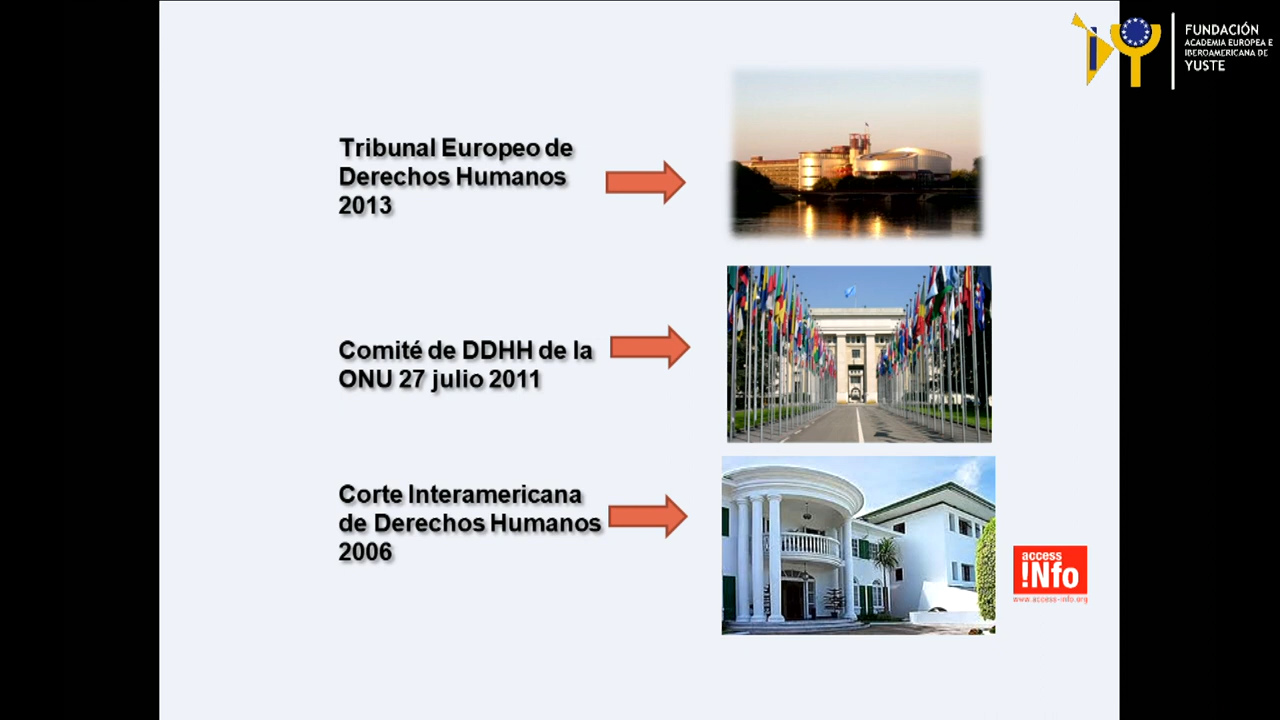 FUNDACIÓN
ACADEMIA EUROPEA E
IBEROAMERICANA DE
YUSTE
Tribunal Europeo de
Derechos Humanos
2013
Comité de DDHH de la
ONU 27 julio 2011
Corte Interamericana
de Derechos Humanos
2006
access
!Nfo
www.access-info.org